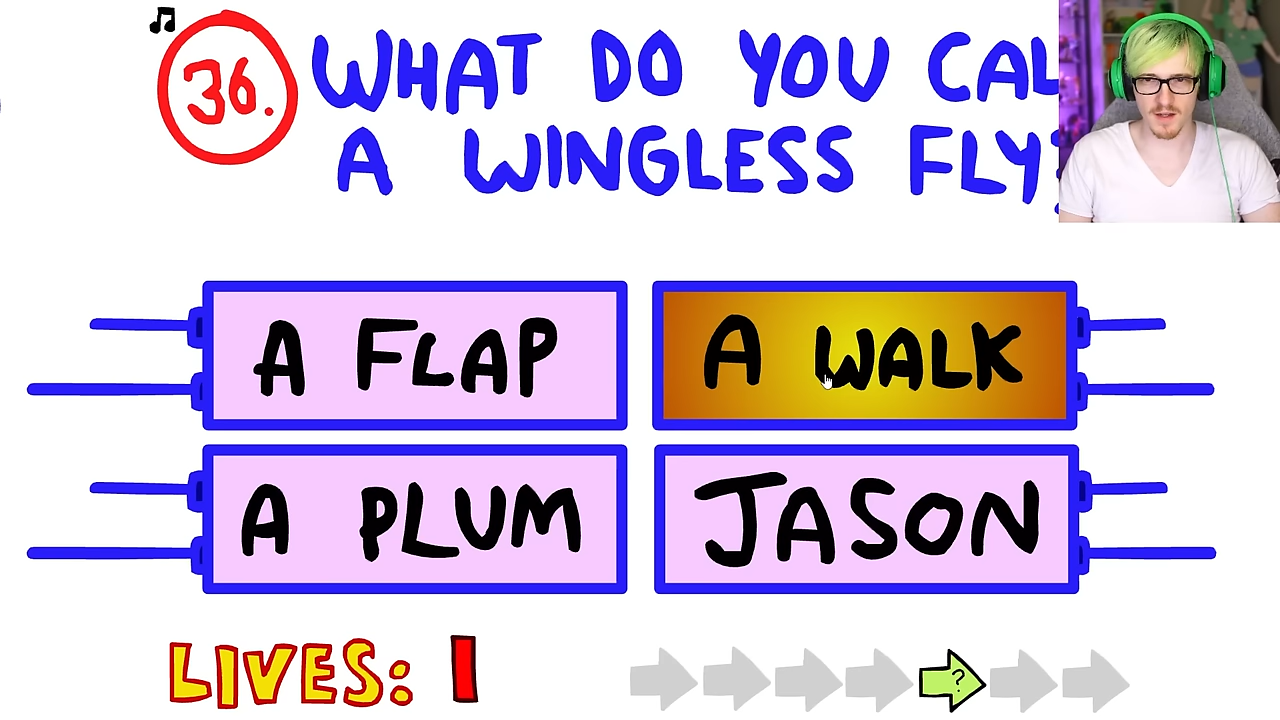 36.
WHAT DO YOU CAL
A WINGLESS FLY?
A FLAP
A WALK
A PLUM
JASON
LIVES: 1
?